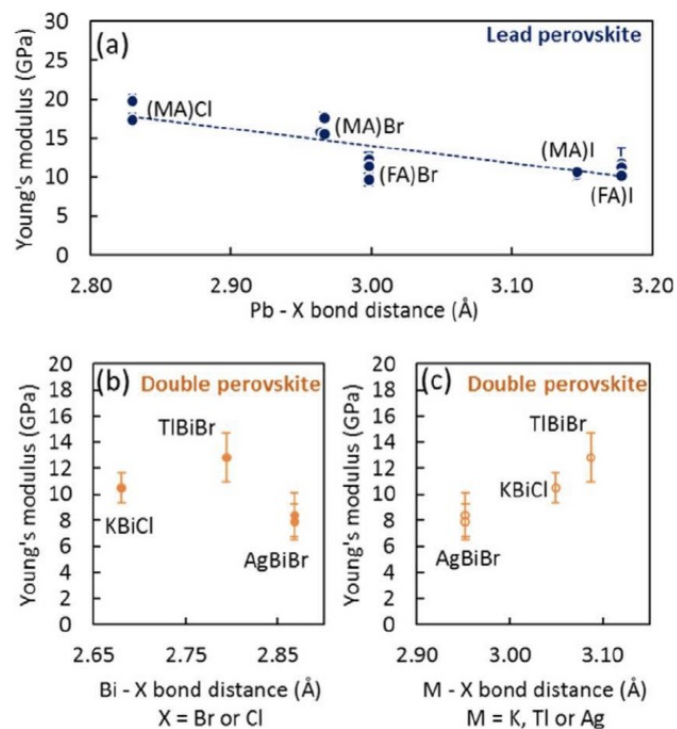 (a)
Lead perovskite
Young's modulus (GPa)
30
25
20
15
10
5
0
(MA)Cl
(MA)Br
(FA)Br
(MA)I
(FA)I
2.80
2.90
3.00
3.10
3.20
Pb - X bond distance (Å)
(b)
Double perovskite
Young's modulus (GPa)
20
18
16
14
12
10
8
6
4
2
0
TlBiBr
KBiCl
AgBiBr
2.65
2.75
2.85
Bi - X bond distance (Å)
X = Br or Cl
(c)
Double perovskite
Young's modulus (GPa)
20
18
16
14
12
10
8
6
4
2
0
TlBiBr
KBiCl
AgBiBr
2.90
3.00
3.10
M - X bond distance (Å)
M = K, Tl or Ag